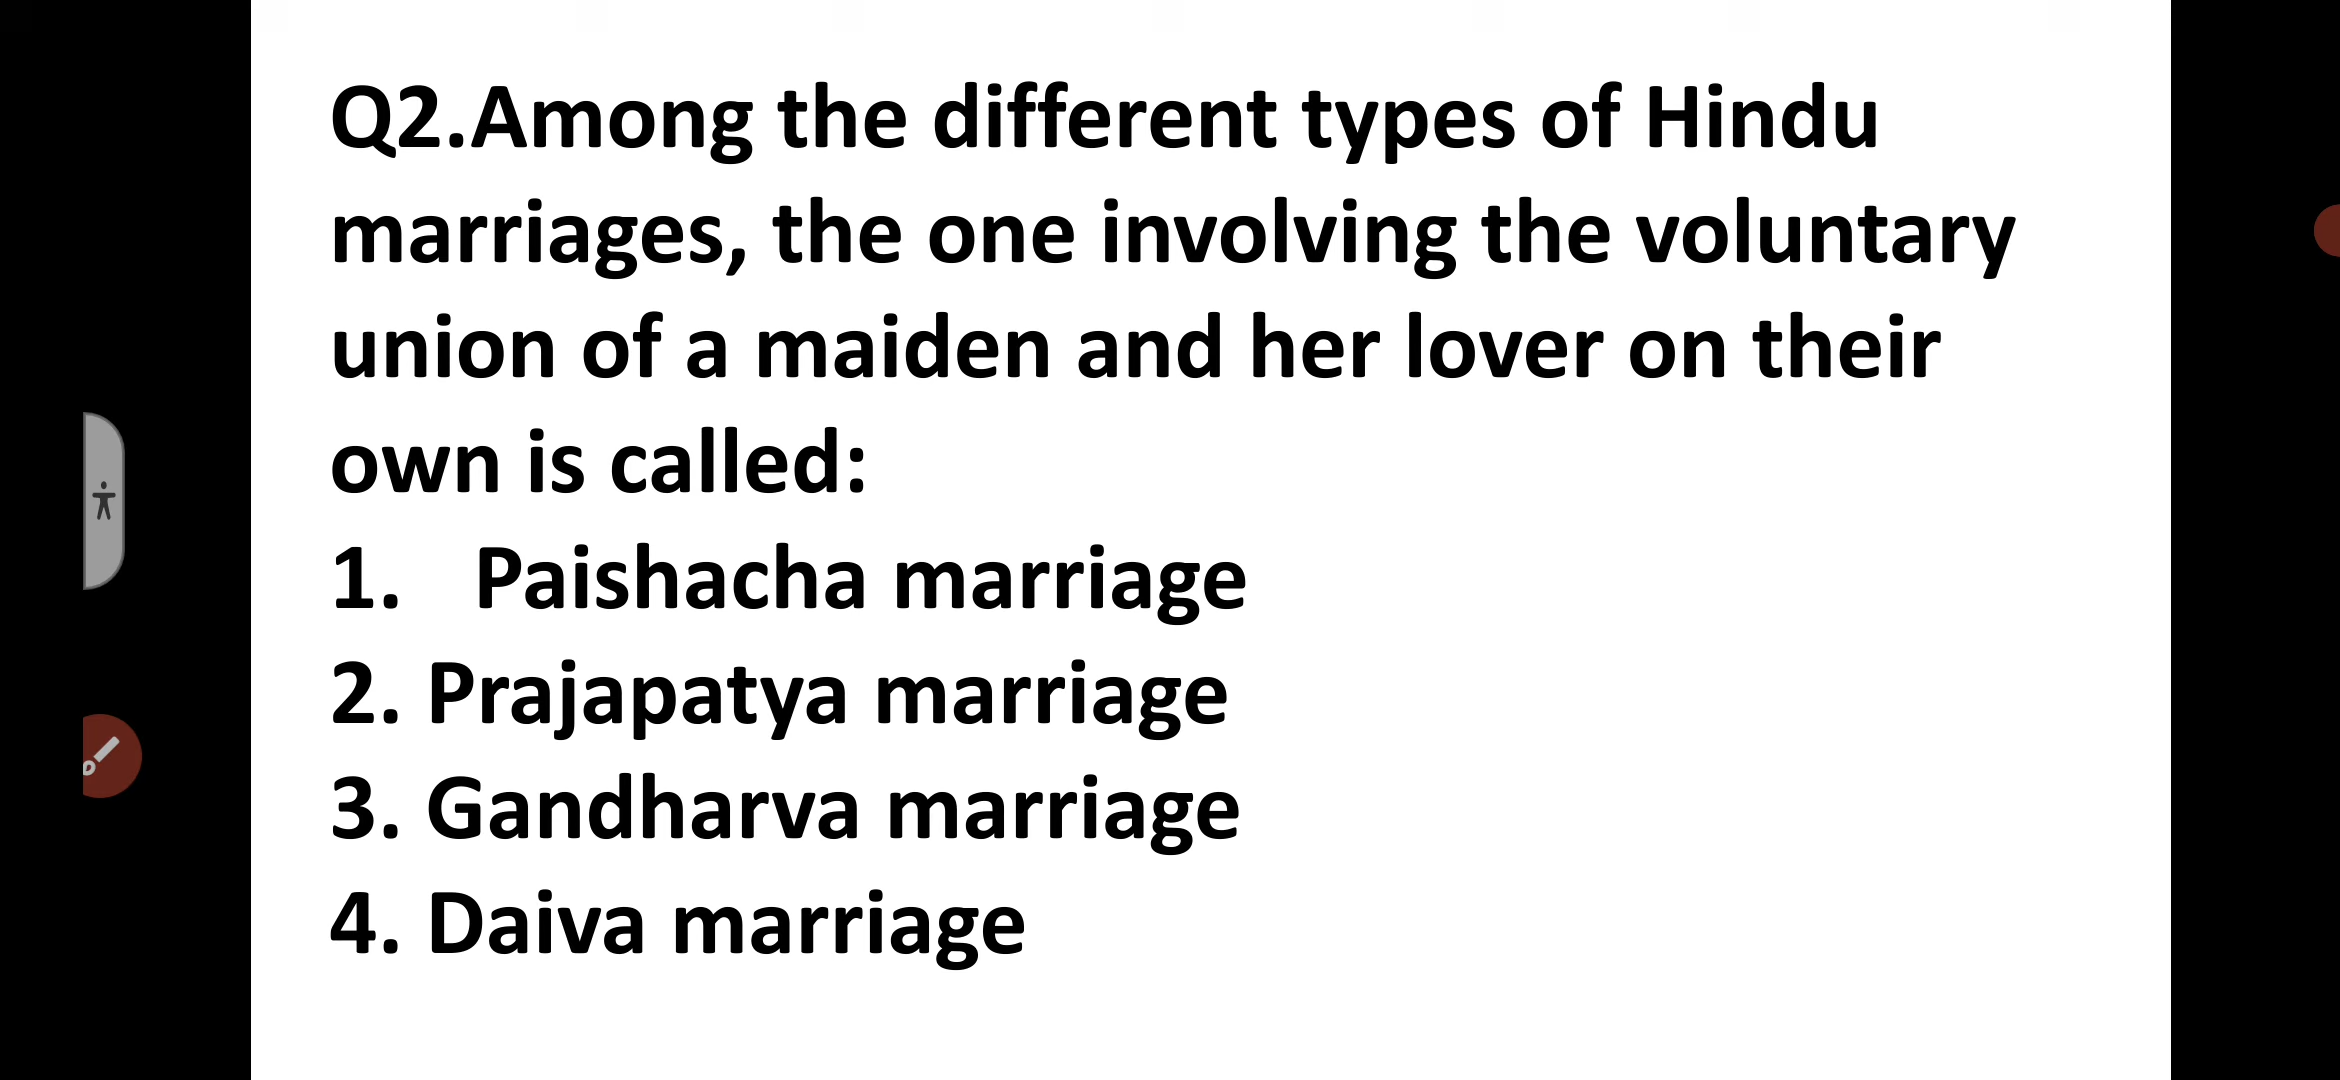 Q2.Among the different types of Hindu
marriages, the one involving the voluntary
union of a maiden and her lover on their
own is called:
1. Paishacha marriage
2. Prajapatya marriage
3. Gandharva marriage
4. Daiva marriage